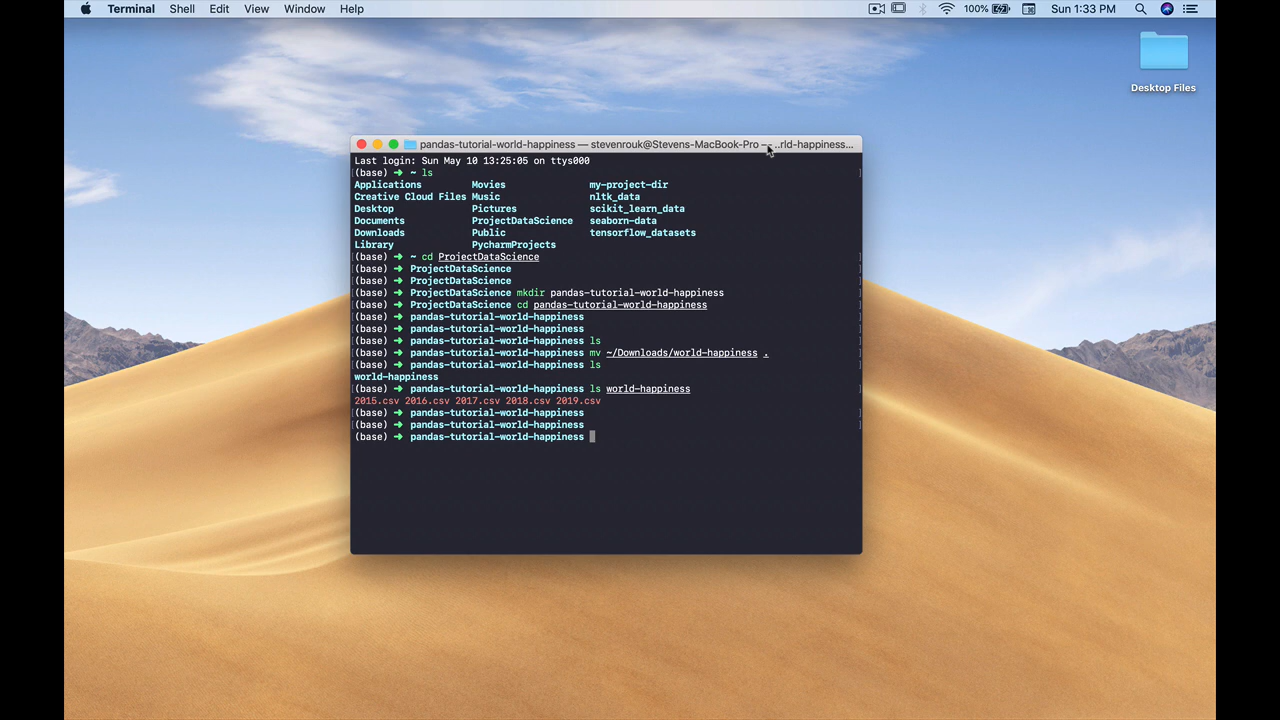 Terminal Shell Edit View Window Help 100% Sun 1:33 PM
Desktop Files
pandas-tutorial-world-happiness — stevenrouk@Stevens-MacBook-Pro — ..rld-happiness...
Last login: Sun May 10 13:25:05 on ttys000
(base) ➜ ~ ls
Applications Movies my-project-dir
Creative Cloud Files Music nltk_data
Desktop Pictures scikit_learn_data
Documents ProjectDataScience seaborn-data
Downloads Public tensorflow_datasets
Library PycharmProjects
(base) ➜ ~ cd ProjectDataScience
(base) ➜ ProjectDataScience
(base) ➜ ProjectDataScience
(base) ➜ ProjectDataScience mkdir pandas-tutorial-world-happiness
(base) ➜ ProjectDataScience cd pandas-tutorial-world-happiness
(base) ➜ pandas-tutorial-world-happiness
(base) ➜ pandas-tutorial-world-happiness
(base) ➜ pandas-tutorial-world-happiness ls
(base) ➜ pandas-tutorial-world-happiness mv ~/Downloads/world-happiness .
(base) ➜ pandas-tutorial-world-happiness ls
world-happiness
(base) ➜ pandas-tutorial-world-happiness ls world-happiness
2015.csv 2016.csv 2017.csv 2018.csv 2019.csv
(base) ➜ pandas-tutorial-world-happiness
(base) ➜ pandas-tutorial-world-happiness
(base) ➜ pandas-tutorial-world-happiness